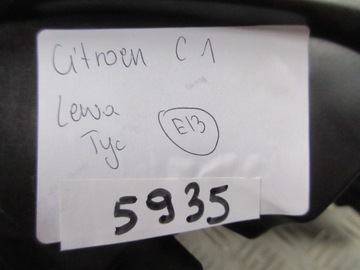 Citroen C1
Lewa
Tyc E13
5935